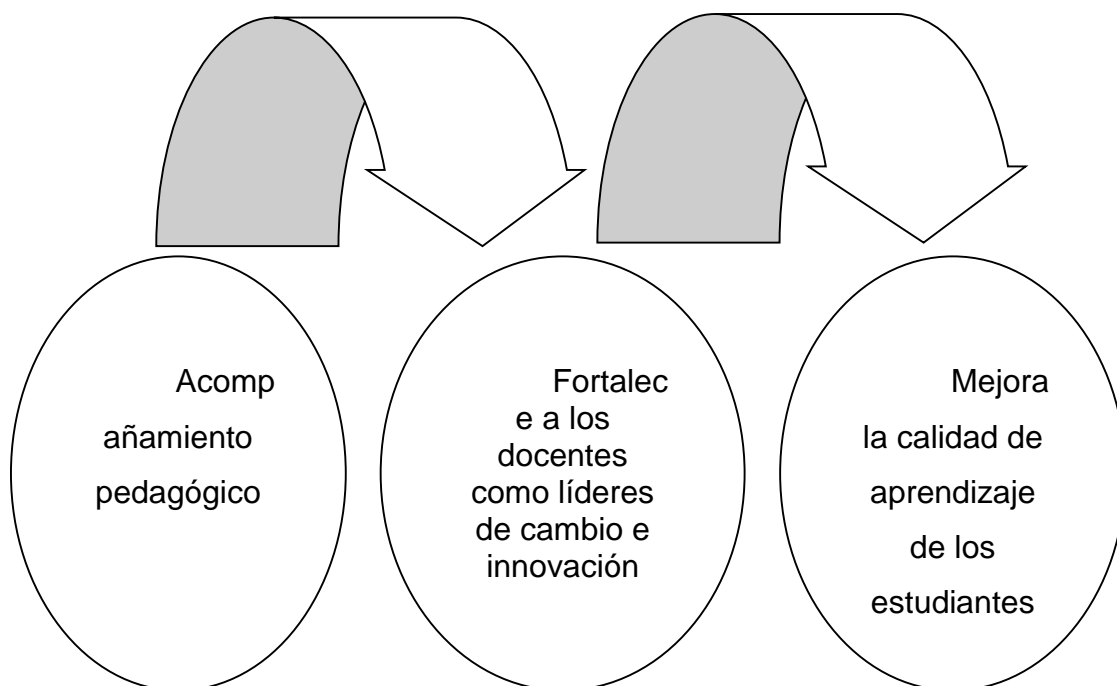 Acomp
añamiento
pedagógico
Fortalec
e a los
docentes
como líderes
de cambio e
innovación
Mejora
la calidad de
aprendizaje
de los
estudiantes